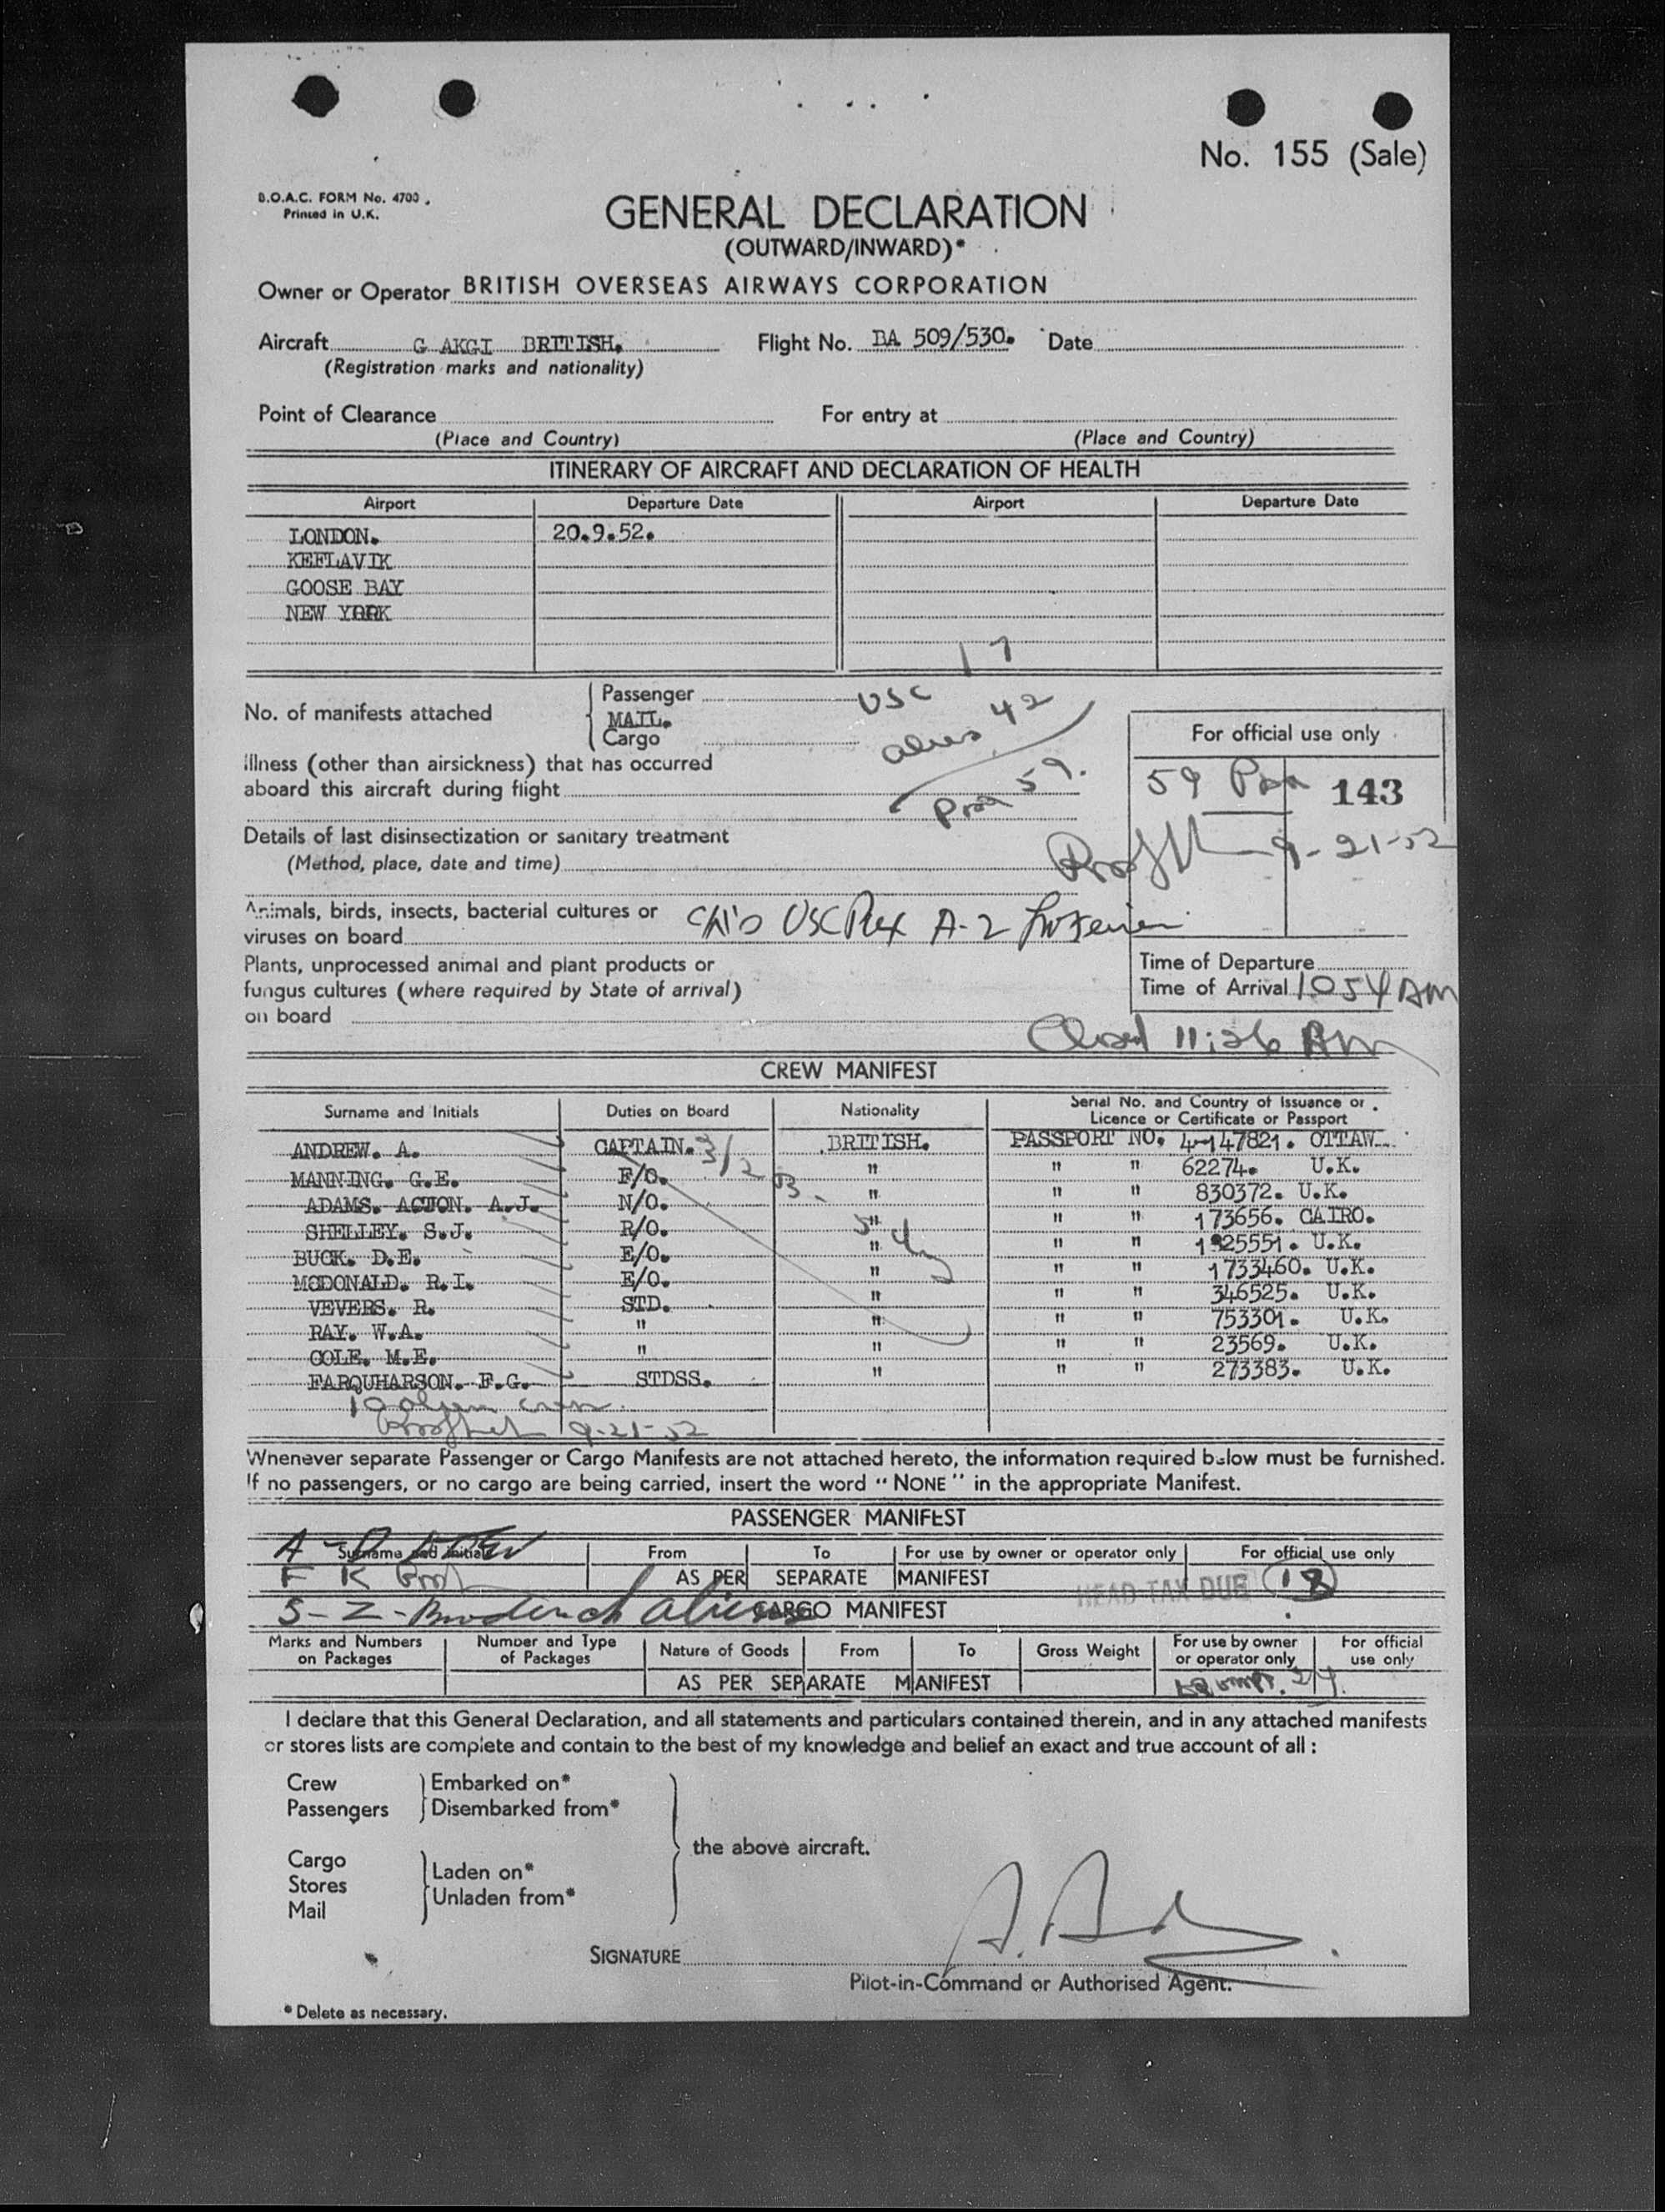 No. 155 (Sale)
B.O.A.C. FORM No. 4700.
Printed in U.K.
GENERAL DECLARATION
(OUTWARD/INWARD)*
Owner or Operator BRITISH OVERSEAS AIRWAYS CORPORATION
Aircraft G AKGI BRITISH. Flight No. BA 509/530. Date
(Registration marks and nationality)
Point of Clearance For entry at
(Place and Country) (Place and Country)
ITINERARY OF AIRCRAFT AND DECLARATION OF HEALTH
Airport Departure Date Airport Departure Date
LONDON. 20.9.52.
KEFLAVIK
GOOSE BAY
NEW YORK
17
No. of manifests attached
Passenger USC
MAIL.
Cargo
aliens 42
59.
For official use only
59 143
9-21-52
Illness (other than airsickness) that has occurred
aboard this aircraft during flight
Details of last disinsectization or sanitary treatment
(Method, place, date and time)
Animals, birds, insects, bacterial cultures or
viruses on board
USC A-2
Plants, unprocessed animal and plant products or
fungus cultures (where required by State of arrival)
on board
Time of Departure
Time of Arrival 1054 AM
Closed 11:26 AM
CREW MANIFEST
Surname and Initials Duties on Board Nationality Serial No. and Country of Issuance or
Licence or Certificate or Passport
ANDREW. A. CAPTAIN. BRITISH. PASSPORT NO. 4-147821. OTTAW
MANNING. G.E. F/O. " " " 62274. U.K.
ADAMS. ACTON. A.J. N/O. " " " 830372. U.K.
SHELLEY. S.J. R/O. " " " 173656. CAIRO.
BUCK. D.E. E/O. " " " 1825551. U.K.
MCDONALD. R.I. E/O. " " " 1733460. U.K.
VEVERS. R. STD. " " " 346525. U.K.
RAY. W.A. " " " " 753301. U.K.
COLE. M.E. " " " " 23569. U.K.
FARQUHARSON. F.G. STDSS. " " " 273383. U.K.
10 alien crew
9-21-52
Whenever separate Passenger or Cargo Manifests are not attached hereto, the information required below must be furnished.
If no passengers, or no cargo are being carried, insert the word "NONE" in the appropriate Manifest.
PASSENGER MANIFEST
Surname and Initials From To For use by owner or operator only For official use only
AS PER SEPARATE MANIFEST
HEAD TAX DUE 18
CARGO MANIFEST
Marks and Numbers on Packages Number and Type of Packages Nature of Goods From To Gross Weight For use by owner or operator only For official use only
AS PER SEPARATE MANIFEST
I declare that this General Declaration, and all statements and particulars contained therein, and in any attached manifests
or stores lists are complete and contain to the best of my knowledge and belief an exact and true account of all :
Crew Embarked on*
Passengers Disembarked from*
the above aircraft.
Cargo
Stores Laden on*
Mail Unladen from*
SIGNATURE
Pilot-in-Command or Authorised Agent.
* Delete as necessary.